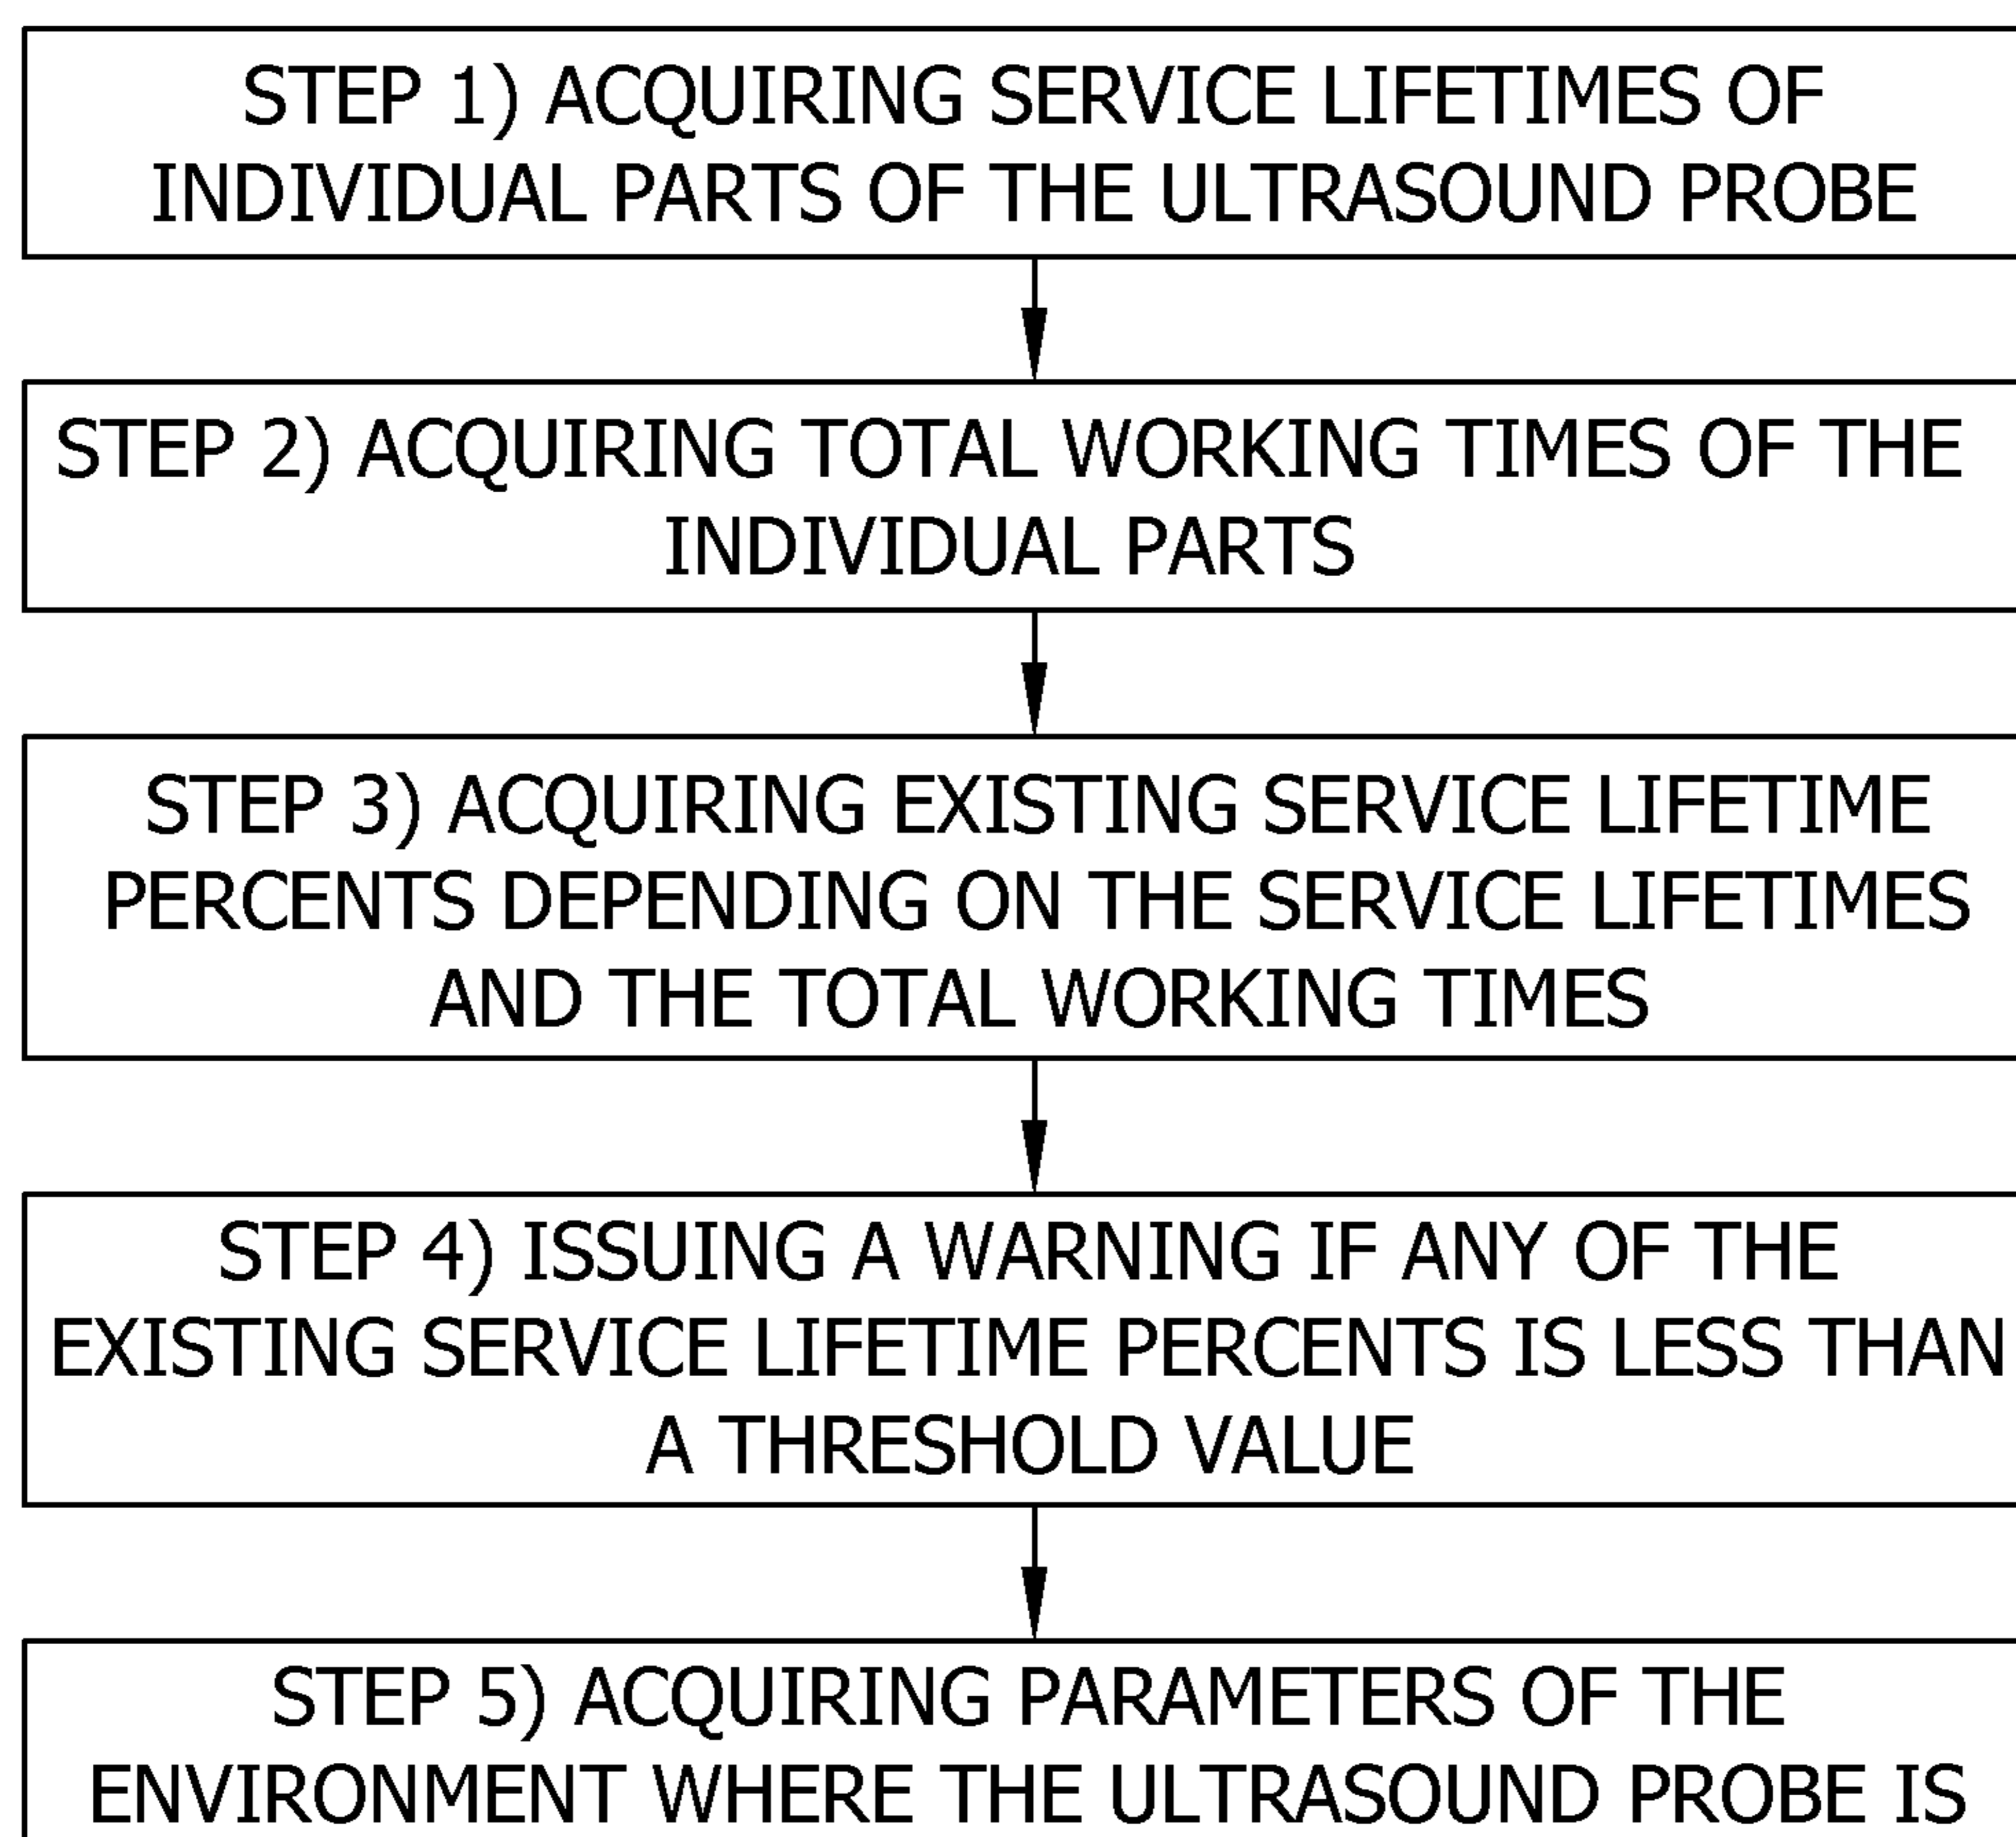 STEP 1) ACQUIRING SERVICE LIFETIMES OF
INDIVIDUAL PARTS OF THE ULTRASOUND PROBE
STEP 2) ACQUIRING TOTAL WORKING TIMES OF THE
INDIVIDUAL PARTS
STEP 3) ACQUIRING EXISTING SERVICE LIFETIME
PERCENTS DEPENDING ON THE SERVICE LIFETIMES
AND THE TOTAL WORKING TIMES
STEP 4) ISSUING A WARNING IF ANY OF THE
EXISTING SERVICE LIFETIME PERCENTS IS LESS THAN
A THRESHOLD VALUE
STEP 5) ACQUIRING PARAMETERS OF THE
ENVIRONMENT WHERE THE ULTRASOUND PROBE IS